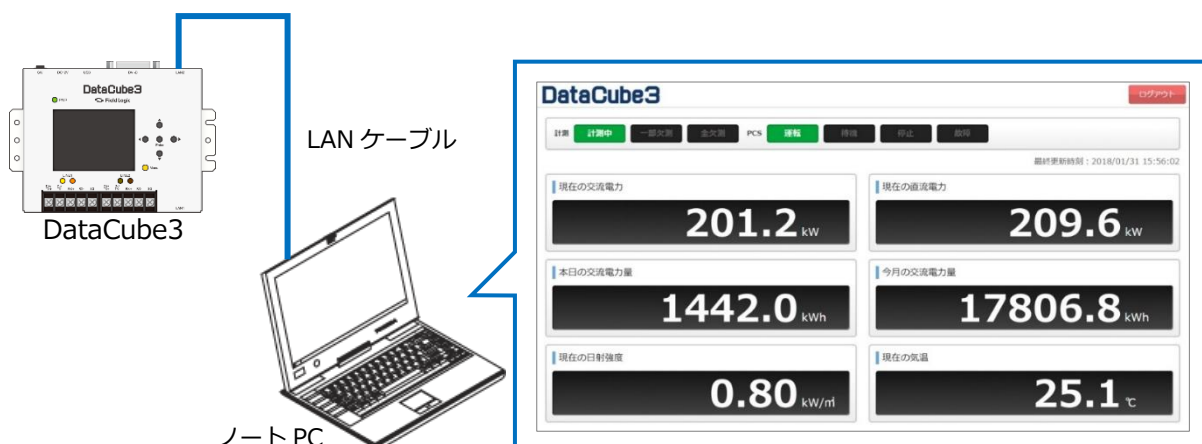 DataCube3
Field Logic
LAN ケーブル
DataCube3
ノート PC
DataCube3
ログアウト
計測 計測中 一部欠測 全欠測 PCS 運転 待機 停止 故障
最終更新時刻 : 2018/01/31 15:56:02
現在の交流電力
201.2 kW
現在の直流電力
209.6 kW
本日の交流電力量
1442.0 kWh
今月の交流電力量
17806.8 kWh
現在の日射強度
0.80 kW/㎡
現在の気温
25.1 ℃